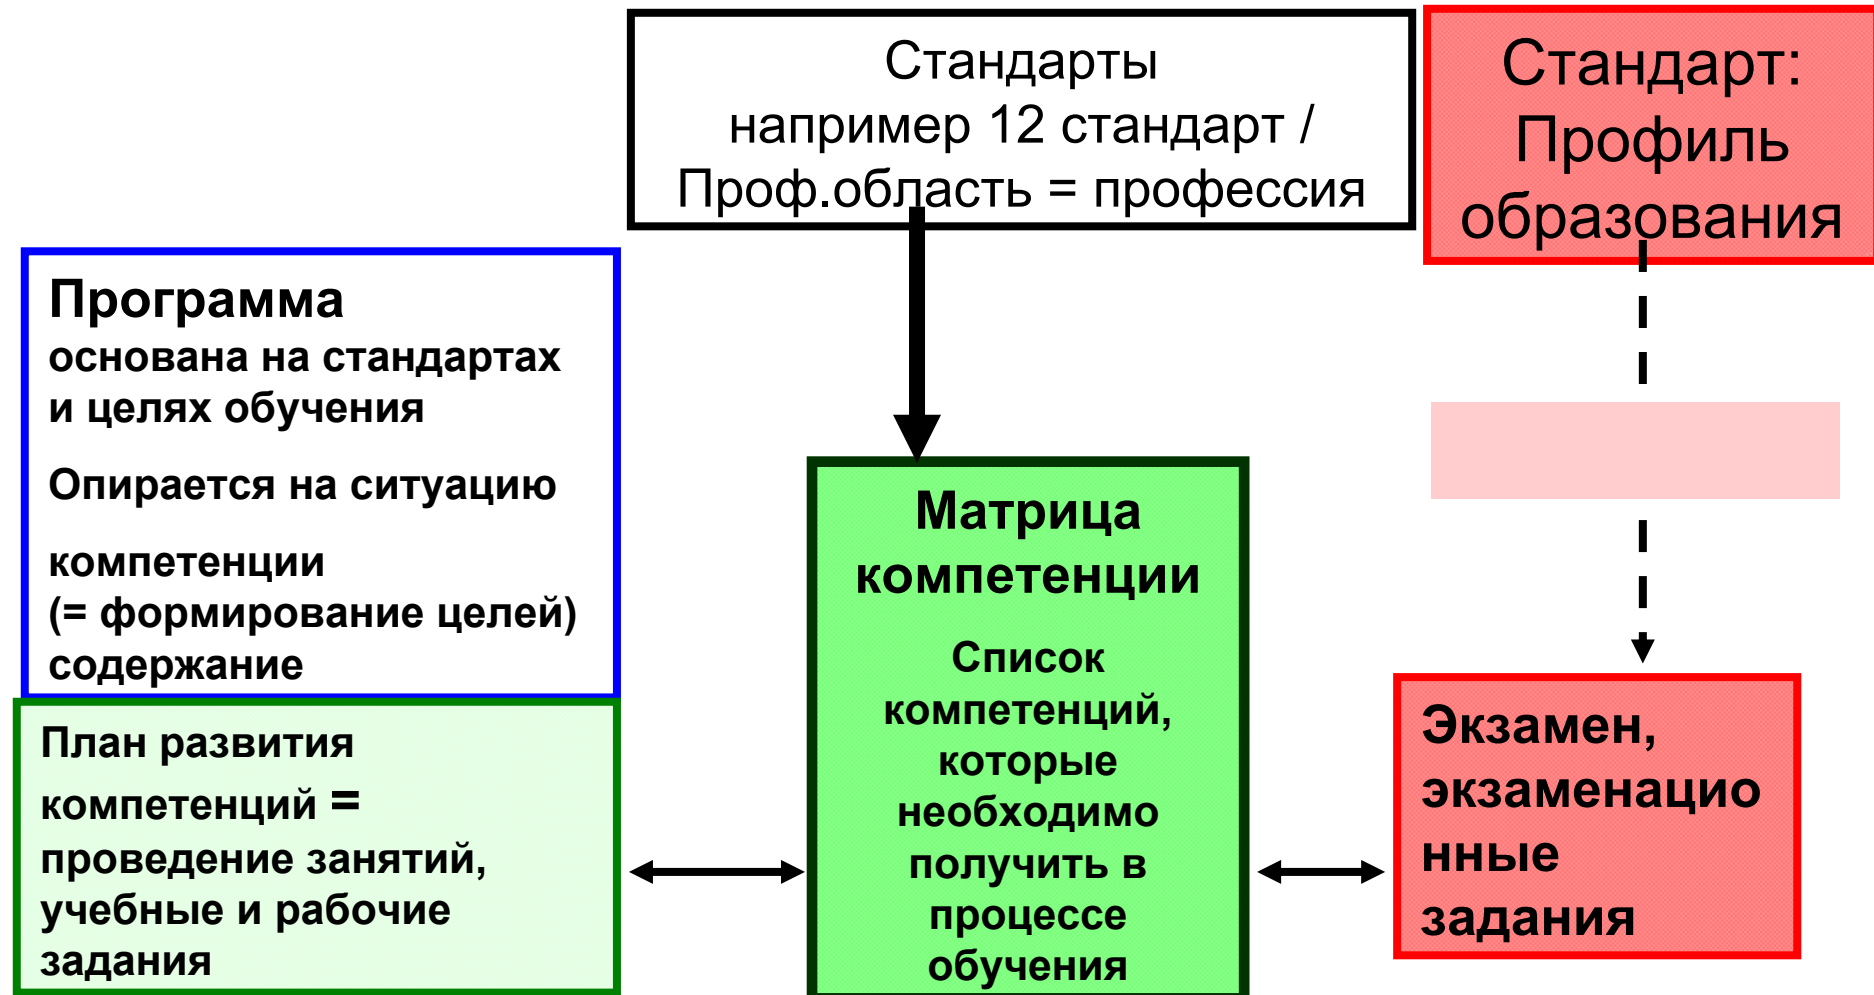 Стандарты
например 12 стандарт /
Проф.область = профессия
Стандарт:
Профиль
образования
Программа
основана на стандартах
и целях обучения
Опирается на ситуацию
компетенции
(= формирование целей)
содержание
План развития
компетенций =
проведение занятий,
учебные и рабочие
задания
Матрица
компетенции
Список
компетенций,
которые
необходимо
получить в
процессе
обучения
Экзамен,
экзаменацио
нные
задания